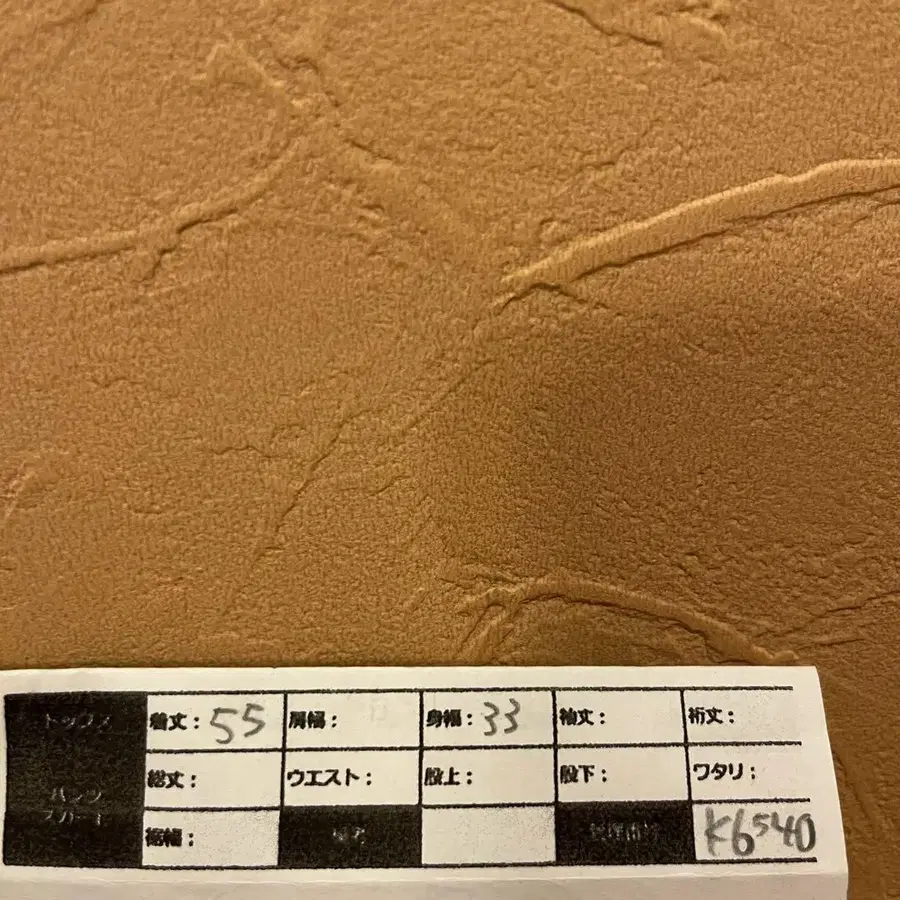 トップス 着丈：55 肩幅： 身幅：33 袖丈： 裄丈：
パンツ 総丈： ウエスト： 股上： 股下： ワタリ：
スカート 裾幅： 備考 管理番号 K6540